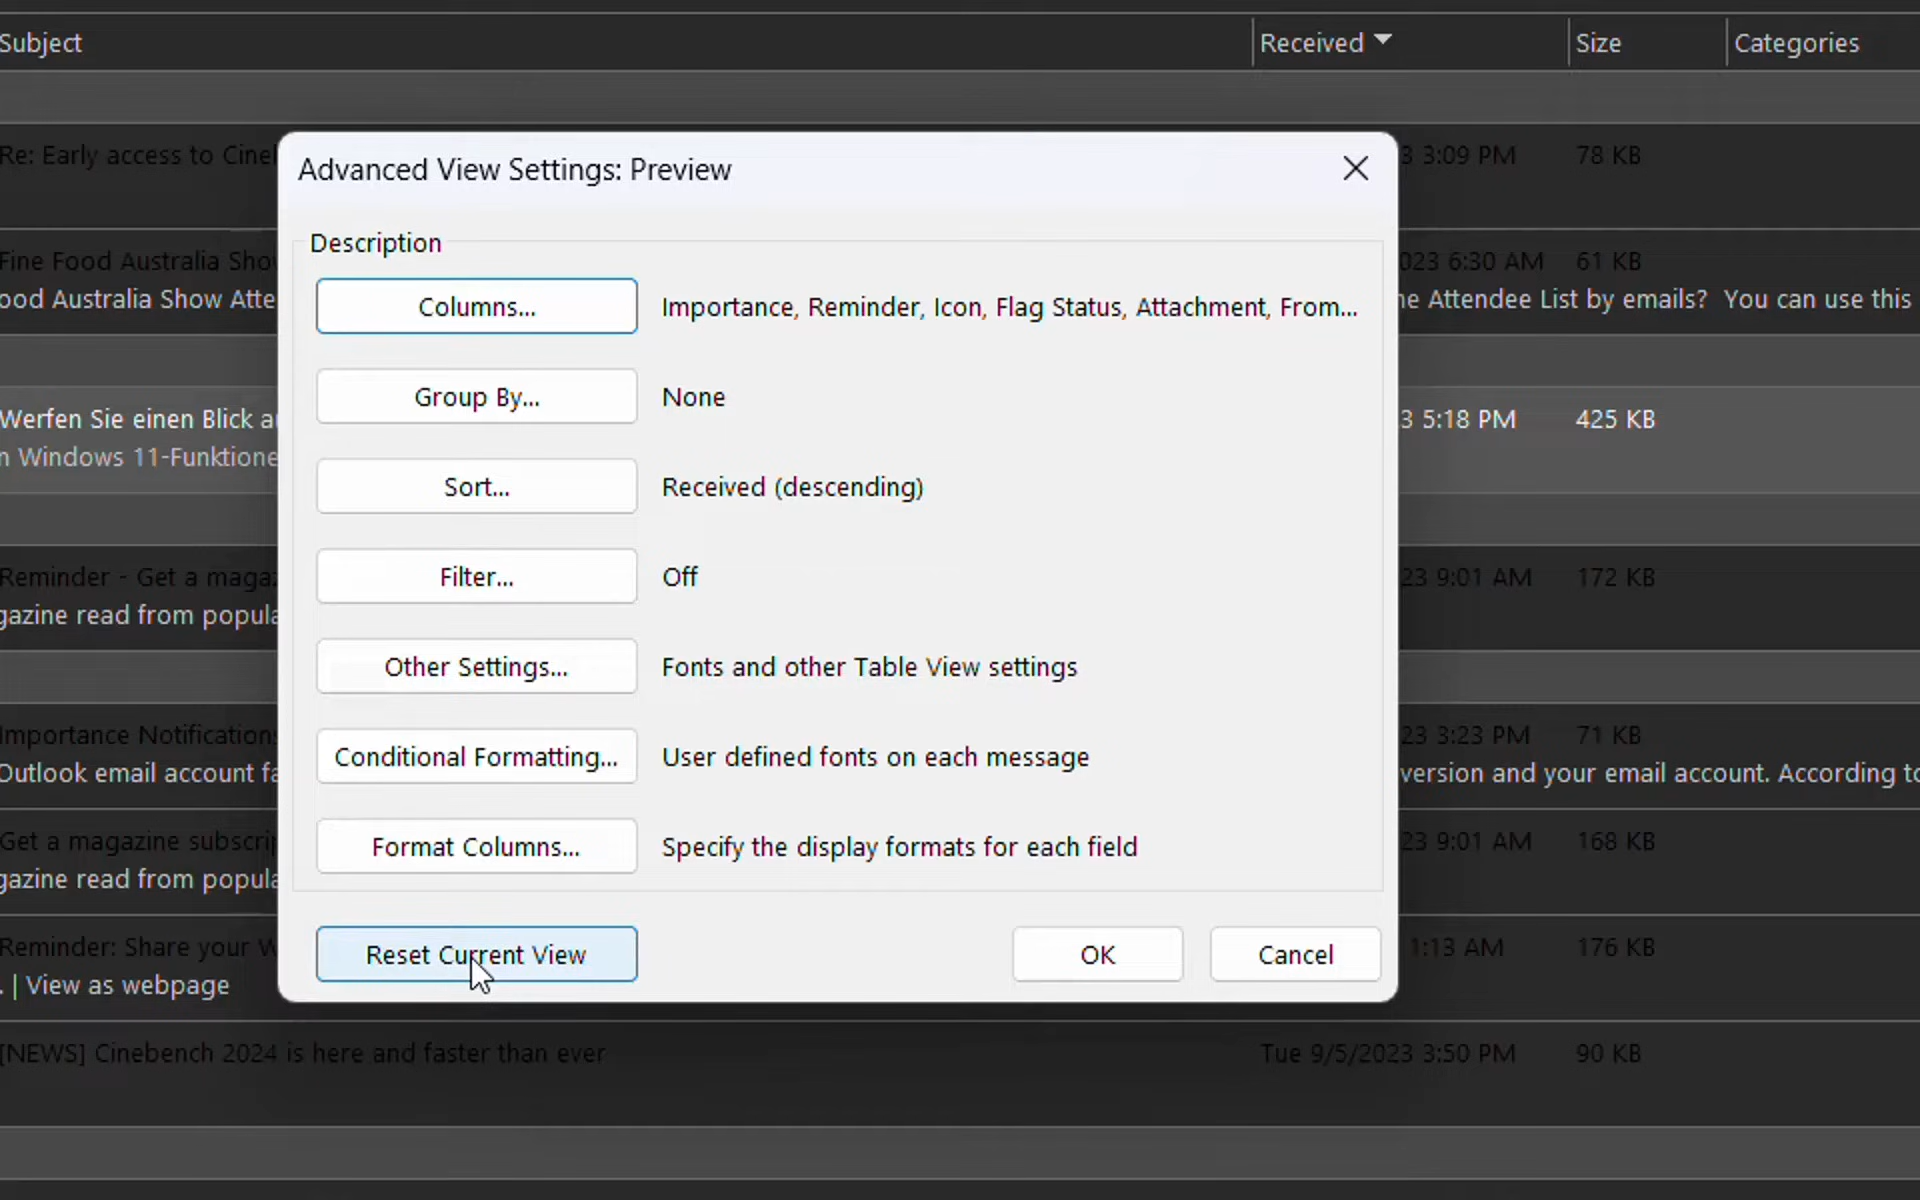 Subject
Received
Size
Categories
Re: Early access to Cine
3 3:09 PM
78 KB
Advanced View Settings: Preview
Description
Fine Food Australia Sho
023 6:30 AM
61 KB
ood Australia Show Atte
Columns...
Importance, Reminder, Icon, Flag Status, Attachment, From...
ne Attendee List by emails?  You can use this
Group By...
None
Werfen Sie einen Blick a
3 5:18 PM
425 KB
n Windows 11-Funktione
Sort...
Received (descending)
Reminder - Get a maga
Filter...
Off
23 9:01 AM
172 KB
gazine read from popula
Other Settings...
Fonts and other Table View settings
Importance Notification
23 3:23 PM
71 KB
Outlook email account fa
Conditional Formatting...
User defined fonts on each message
version and your email account. According to
Get a magazine subscrip
Format Columns...
Specify the display formats for each field
23 9:01 AM
168 KB
gazine read from popula
Reminder: Share your W
Reset Current View
OK
Cancel
1:13 AM
176 KB
. | View as webpage
[NEWS] Cinebench 2024 is here and faster than ever
Tue 9/5/2023 3:50 PM
90 KB